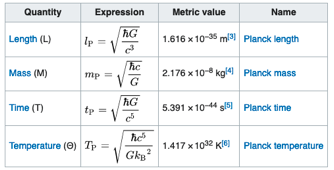 Quantity Expression Metric value Name
Length (L) lP = √(ħG/c³) 1.616 ×10⁻³⁵ m[3] Planck length
Mass (M) mP = √(ħc/G) 2.176 ×10⁻⁸ kg[4] Planck mass
Time (T) tP = √(ħG/c⁵) 5.391 ×10⁻⁴⁴ s[5] Planck time
Temperature (Θ) TP = √(ħc⁵/GkB²) 1.417 ×10³² K[6] Planck temperature